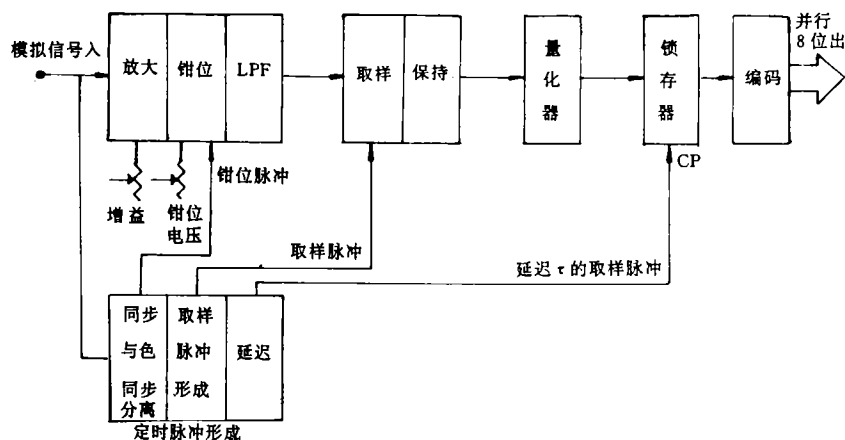 并行
8 位出
模拟信号入
放大
钳位
LPF
取样
保持
量化器
锁存器
编码
CP
钳位脉冲
增益
钳位
电压
取样脉冲
延迟 τ 的取样脉冲
同步
与色
同步
分离
取样
脉冲
形成
延迟
定时脉冲形成